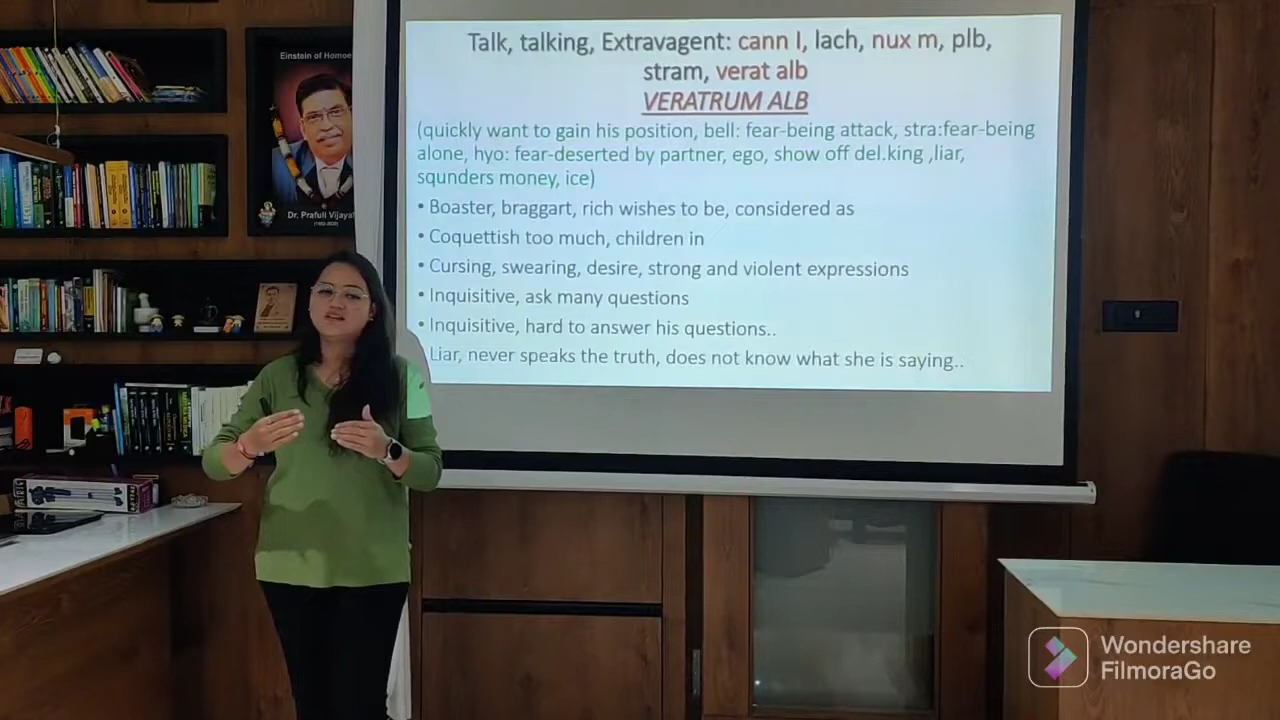 Talk, talking, Extravagent: cann I, lach, nux m, plb,
stram, verat alb
VERATRUM ALB
(quickly want to gain his position, bell: fear-being attack, stra:fear-being
alone, hyo: fear-deserted by partner, ego, show off del.king ,liar,
squnders money, ice)
• Boaster, braggart, rich wishes to be, considered as
• Coquettish too much, children in
• Cursing, swearing, desire, strong and violent expressions
• Inquisitive, ask many questions
• Inquisitive, hard to answer his questions..
Liar, never speaks the truth, does not know what she is saying..
Einstein of Homoe
Dr. Prafull Vijaya
Wondershare
FilmoraGo